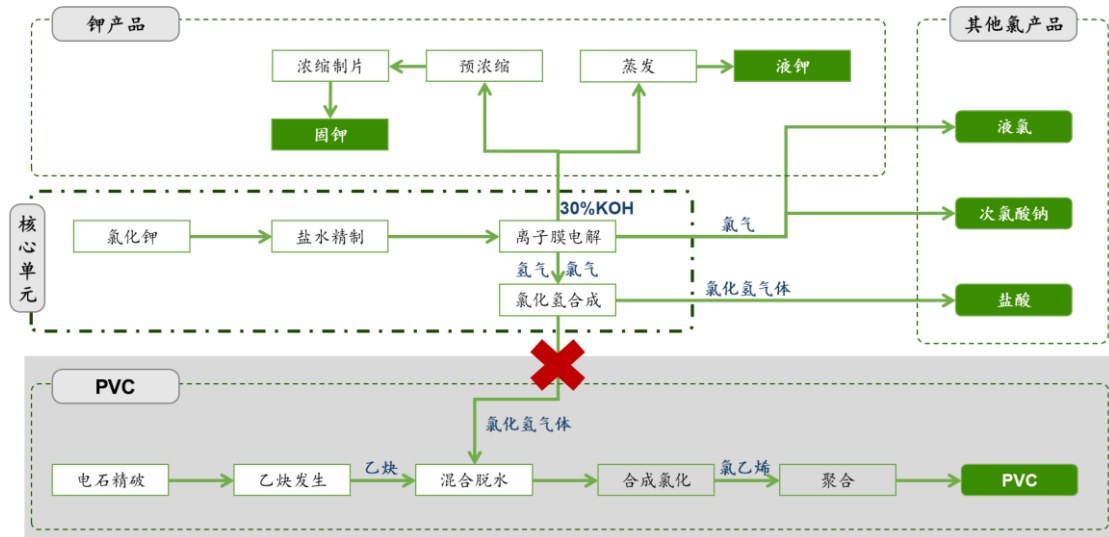 钾产品
其他氯产品
浓缩制片
预浓缩
蒸发
液钾
固钾
液氯
核心单元
30%KOH
氯化钾
盐水精制
离子膜电解
氯气
次氯酸钠
氢气
氯气
氯化氢合成
氯化氢气体
盐酸
PVC
氯化氢气体
电石精破
乙炔发生
乙炔
混合脱水
合成氯化
氯乙烯
聚合
PVC